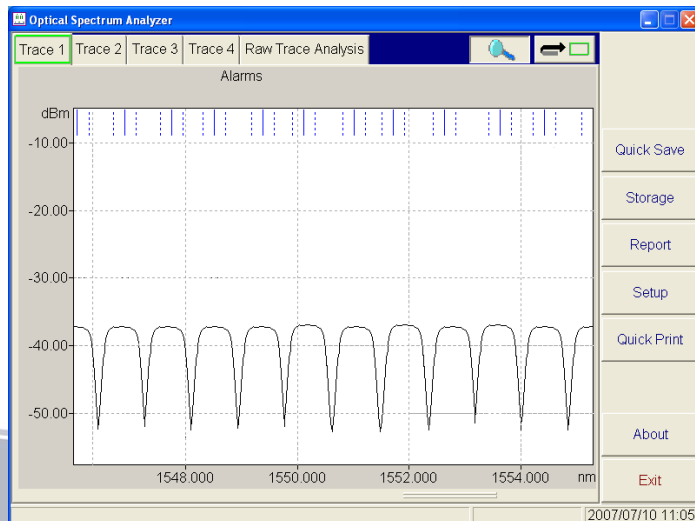 Optical Spectrum Analyzer
Trace 1 Trace 2 Trace 3 Trace 4 Raw Trace Analysis
Alarms
dBm
-10.00
-20.00
-30.00
-40.00
-50.00
1548.000 1550.000 1552.000 1554.000 nm
Quick Save
Storage
Report
Setup
Quick Print
About
Exit
2007/07/10 11:05